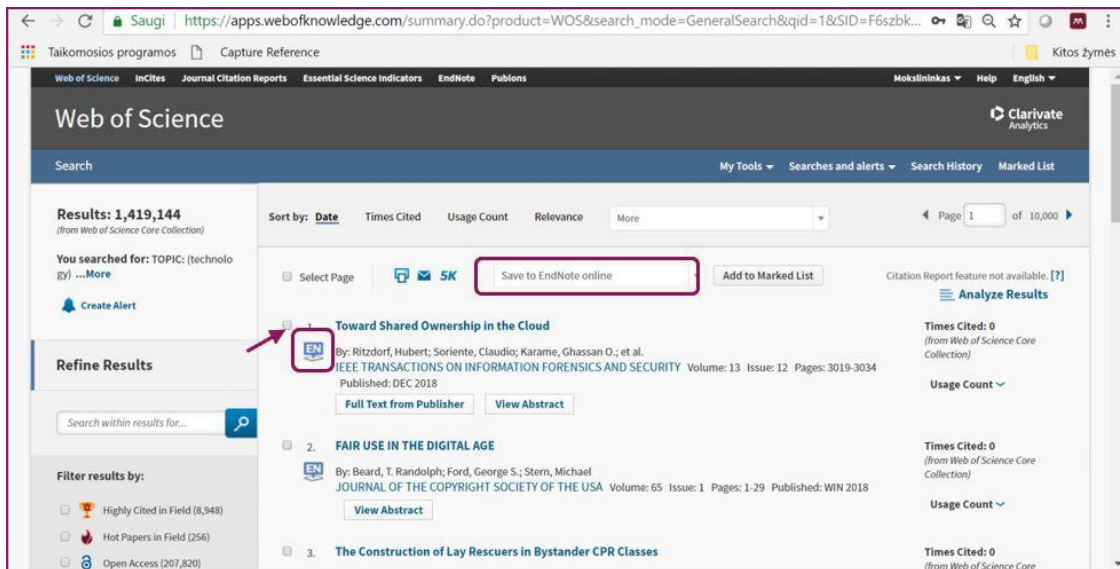 Saugi | https://apps.webofknowledge.com/summary.do?product=WOS&search_mode=GeneralSearch&qid=1&SID=F6szbk...
Taikomosios programos Capture Reference Kitos žymės
Web of Science InCites Journal Citation Reports Essential Science Indicators EndNote Publons Mokslininkas Help English
Web of Science
Clarivate
Analytics
Search My Tools Searches and alerts Search History Marked List
Results: 1,419,144
(from Web of Science Core Collection)
You searched for: TOPIC: (technolo
gy) ...More
Create Alert
Refine Results
Search within results for...
Filter results by:
Highly Cited in Field (8,948)
Hot Papers in Field (256)
Open Access (207,820)
Sort by: Date Times Cited Usage Count Relevance More Page 1 of 10,000
Select Page 5K Save to EndNote online Add to Marked List
Citation Report feature not available. [?]
Analyze Results
1. Toward Shared Ownership in the Cloud
EN
By: Ritzdorf, Hubert; Soriente, Claudio; Karame, Ghassan O.; et al.
IEEE TRANSACTIONS ON INFORMATION FORENSICS AND SECURITY Volume: 13 Issue: 12 Pages: 3019-3034
Published: DEC 2018
Full Text from Publisher View Abstract
Times Cited: 0
(from Web of Science Core
Collection)
Usage Count
2. FAIR USE IN THE DIGITAL AGE
EN
By: Beard, T. Randolph; Ford, George S.; Stern, Michael
JOURNAL OF THE COPYRIGHT SOCIETY OF THE USA Volume: 65 Issue: 1 Pages: 1-29 Published: WIN 2018
View Abstract
Times Cited: 0
(from Web of Science Core
Collection)
Usage Count
3. The Construction of Lay Rescuers in Bystander CPR Classes
Times Cited: 0
(from Web of Science Core